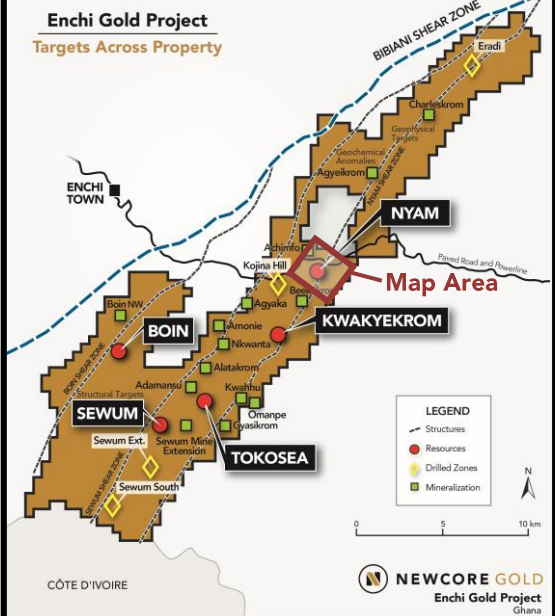 Enchi Gold Project
Targets Across Property
BIBIANI SHEAR ZONE
Eradi
Charleskrom
Geophysical
Targets
Geochemical
Anomalies
Agyeikrom
NYAM SHEAR ZONE
ENCHI
TOWN
NYAM
Achimfo
Kojina Hill
Paved Road and Powerline
Map Area
Boin NW
Agyaka
BOIN
Amonie
KWAKYEKROM
Nkwanta
BOIN SHEAR ZONE
Alatakrom
Structural Targets
Adamansu
Kwahhu
Omanpe
SEWUM
Gyasikrom
Sewum Ext.
Sewum Mine
Extension
TOKOSEA
SEWUM SHEAR ZONE
Sewum South
LEGEND
Structures
Resources
Drilled Zones
Mineralization
N
0 5 10 km
CÔTE D'IVOIRE
N NEWCORE GOLD
Enchi Gold Project
Ghana